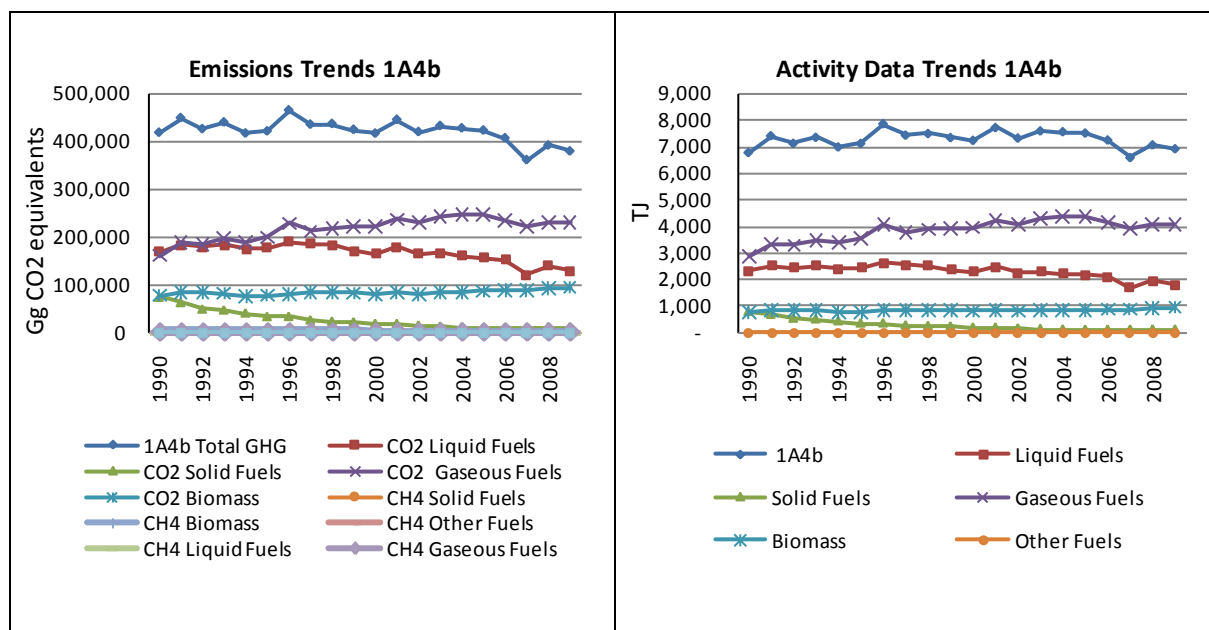 Emissions Trends 1A4b
Gg CO2 equivalents
500,000
400,000
300,000
200,000
100,000
0
1990
1992
1994
1996
1998
2000
2002
2004
2006
2008
1A4b Total GHG
CO2 Liquid Fuels
CO2 Solid Fuels
CO2 Gaseous Fuels
CO2 Biomass
CH4 Solid Fuels
CH4 Biomass
CH4 Other Fuels
CH4 Liquid Fuels
CH4 Gaseous Fuels
Activity Data Trends 1A4b
TJ
9,000
8,000
7,000
6,000
5,000
4,000
3,000
2,000
1,000
-
1990
1992
1994
1996
1998
2000
2002
2004
2006
2008
1A4b
Liquid Fuels
Solid Fuels
Gaseous Fuels
Biomass
Other Fuels